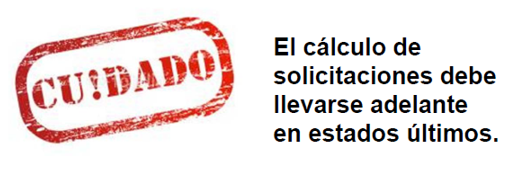 CU!DADO
El cálculo de
solicitaciones debe
llevarse adelante
en estados últimos.